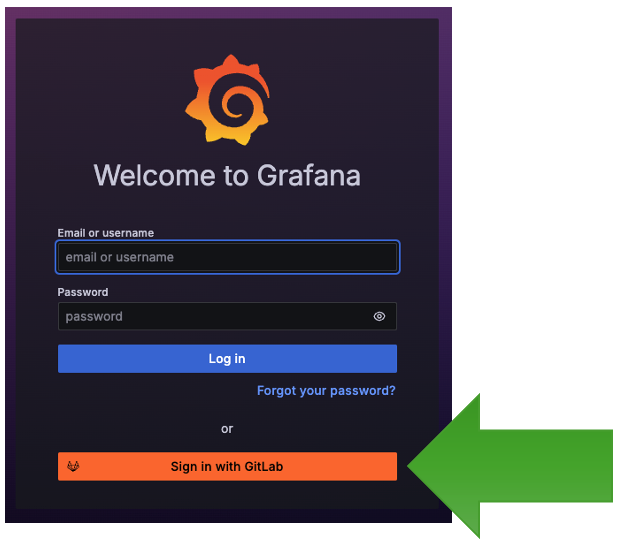 Welcome to Grafana
Email or username
email or username
Password
password
Log in
Forgot your password?
or
Sign in with GitLab